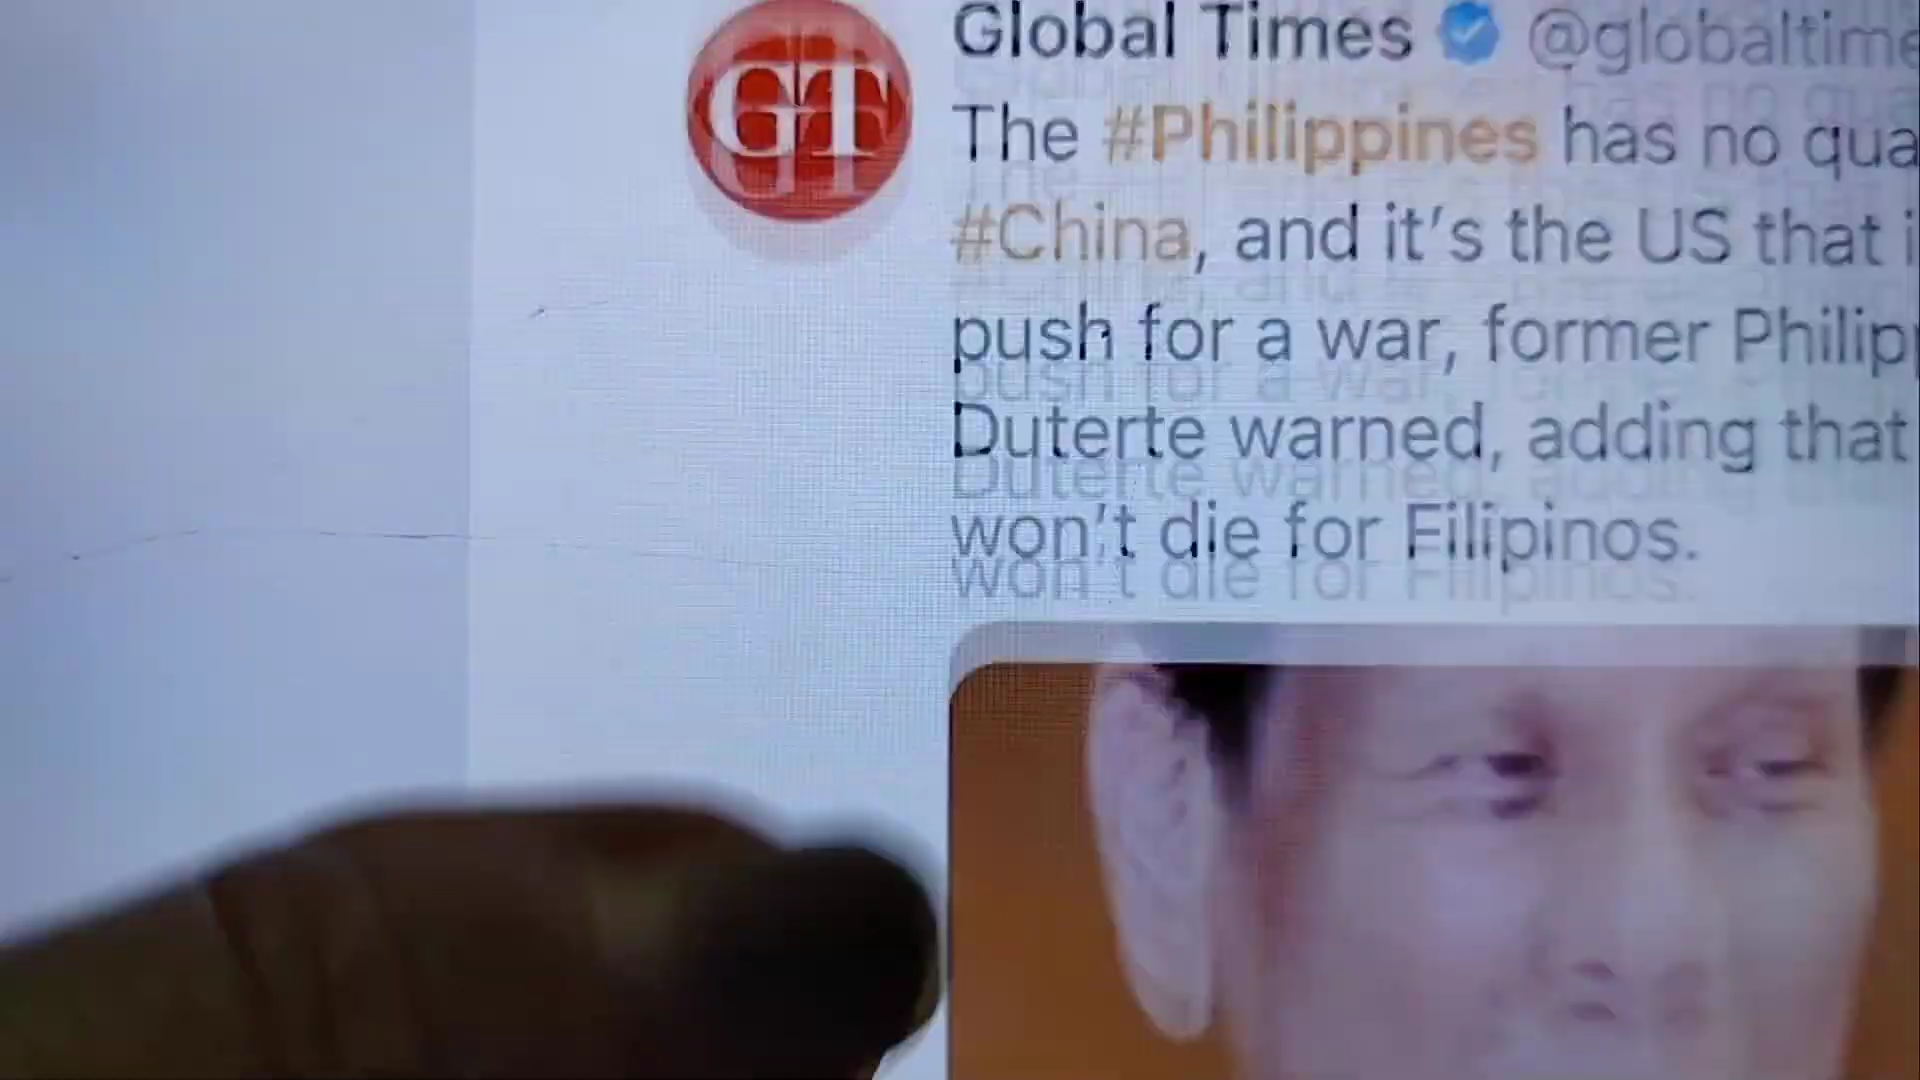 GT
Global Times @globaltime
The #Philippines has no qua
#China, and it's the US that i
push for a war, former Philipp
Duterte warned, adding that
won't die for Filipinos.